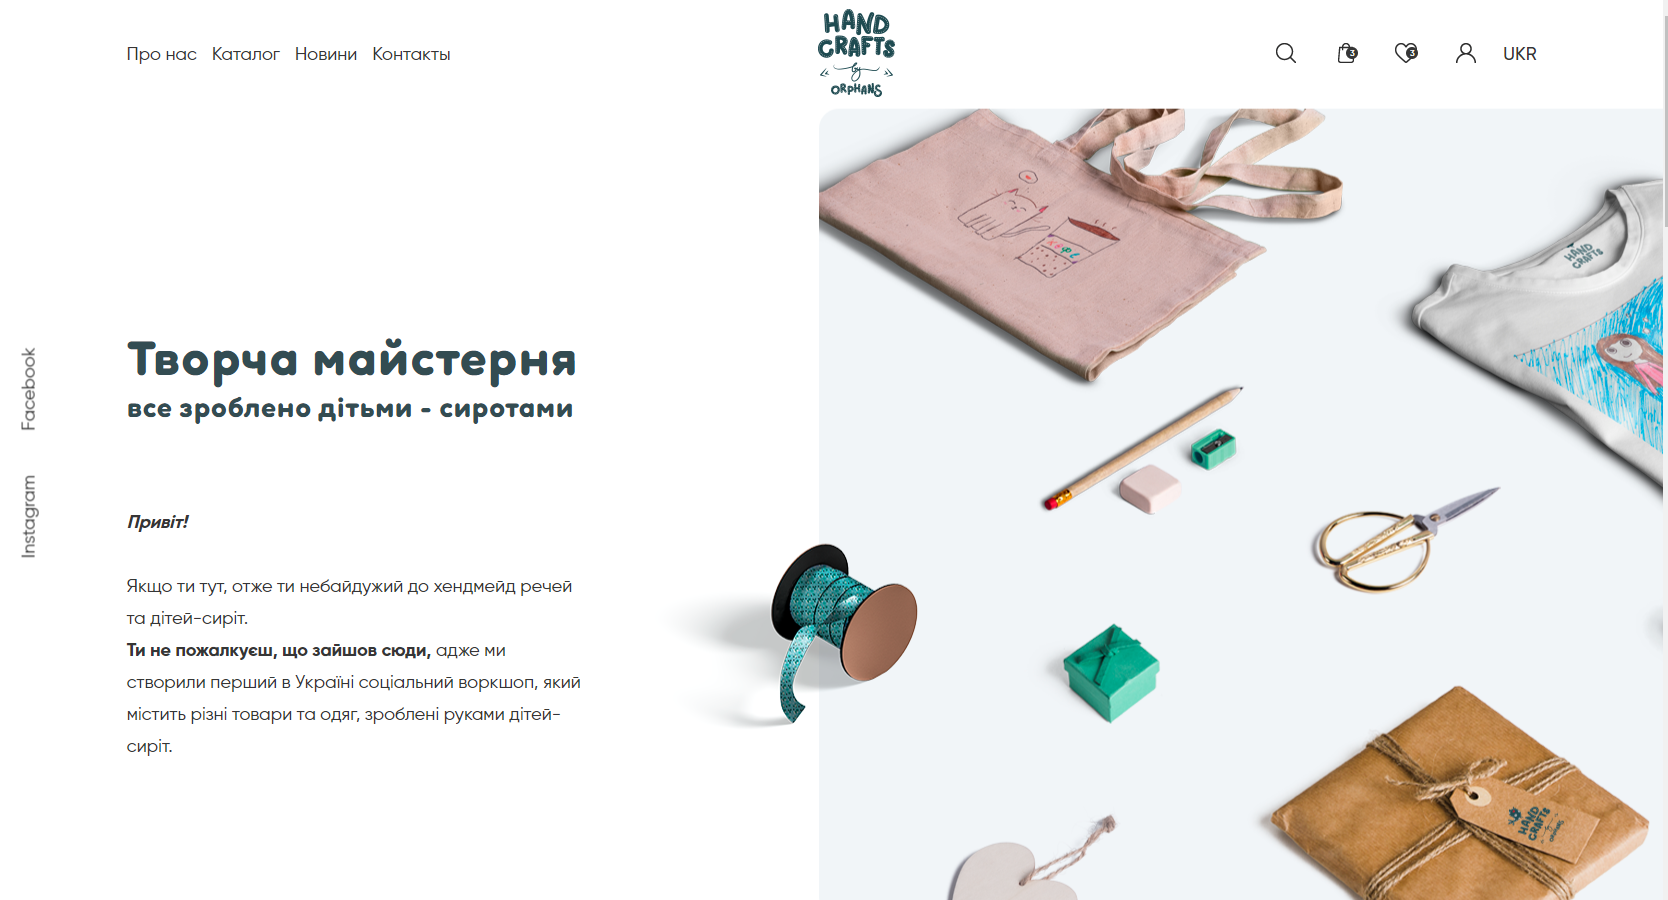 Про нас Каталог Новини Контакты
HAND
CRAFTS
by
ORPHANS
3
3
UKR
HAND
CRAFTS
Facebook
Instagram
Творча майстерня
все зроблено дітьми - сиротами
Привіт!
Якщо ти тут, отже ти небайдужий до хендмейд речей
та дітей-сиріт.
Ти не пожалкуєш, що зайшов сюди, адже ми
створили перший в Україні соціальний воркшоп, який
містить різні товари та одяг, зроблені руками дітей-
сиріт.
HAND
CRAFTS